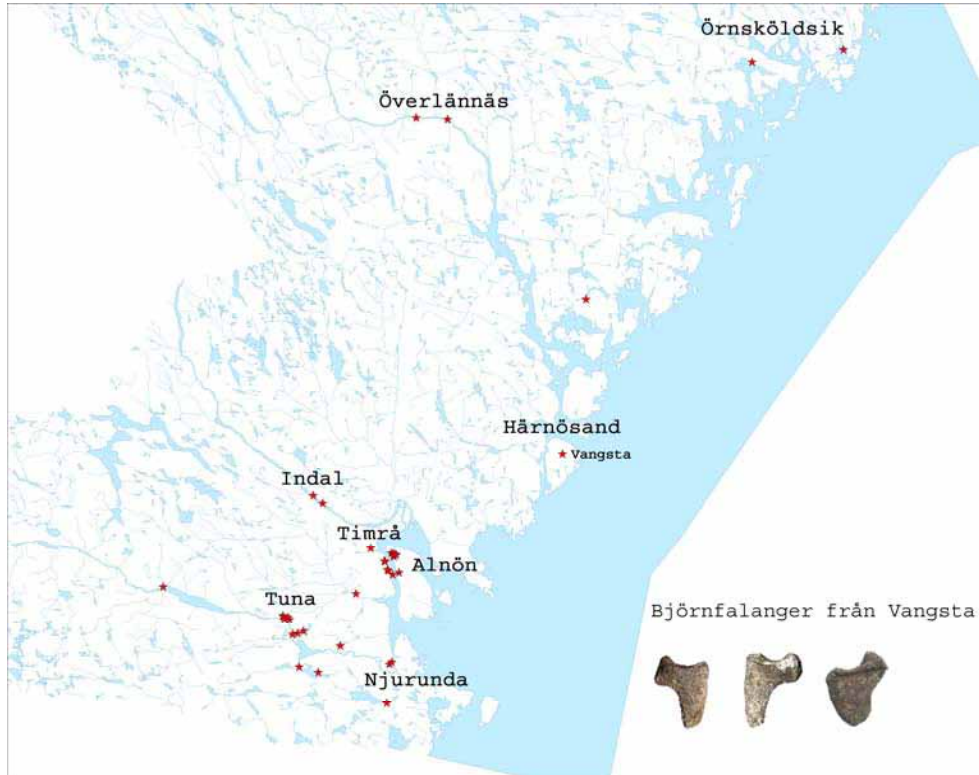 Örnsköldsik
Överlännäs
Härnösand
Vangsta
Indal
Timrå
Alnön
Tuna
Björnfalanger från Vangsta
Njurunda